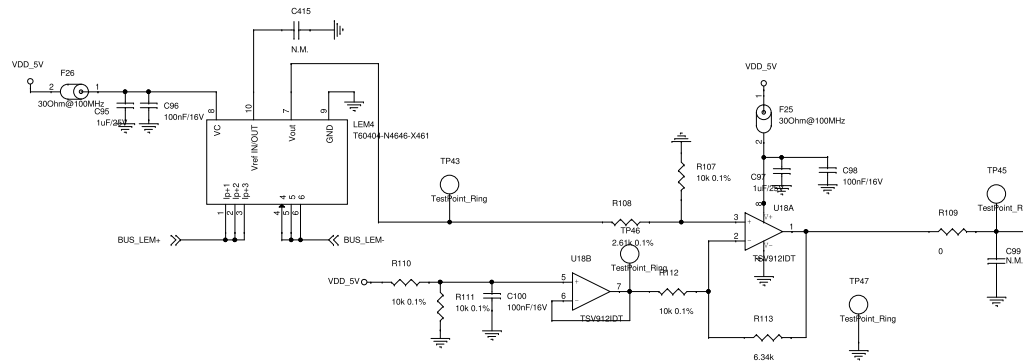 C415
N.M.
VDD_5V
F26
2
1
30Ohm@100MHz
C95
1uF/25V
C96
100nF/16V
8
10
7
9
VC
Vref IN/OUT
Vout
GND
LEM4
T60404-N4646-X461
Ip+1
Ip+2
Ip+3
4
5
6
1
2
3
4
5
6
BUS_LEM+
BUS_LEM-
TP43
TestPoint_Ring
R107
10k 0.1%
R108
2.61k 0.1%
VDD_5V
1
F25
30Ohm@100MHz
2
C97
1uF/25V
C98
100nF/16V
U18A
8
V+
3
+
2
-
1
V-
TSV912IDT
TP45
TestPoint_R
R109
0
C99
N.M.
TP46
TestPoint_Ring
VDD_5V
R110
10k 0.1%
R111
10k 0.1%
C100
100nF/16V
U18B
5
+
6
-
7
TSV912IDT
R112
10k 0.1%
R113
6.34k
TP47
TestPoint_Ring